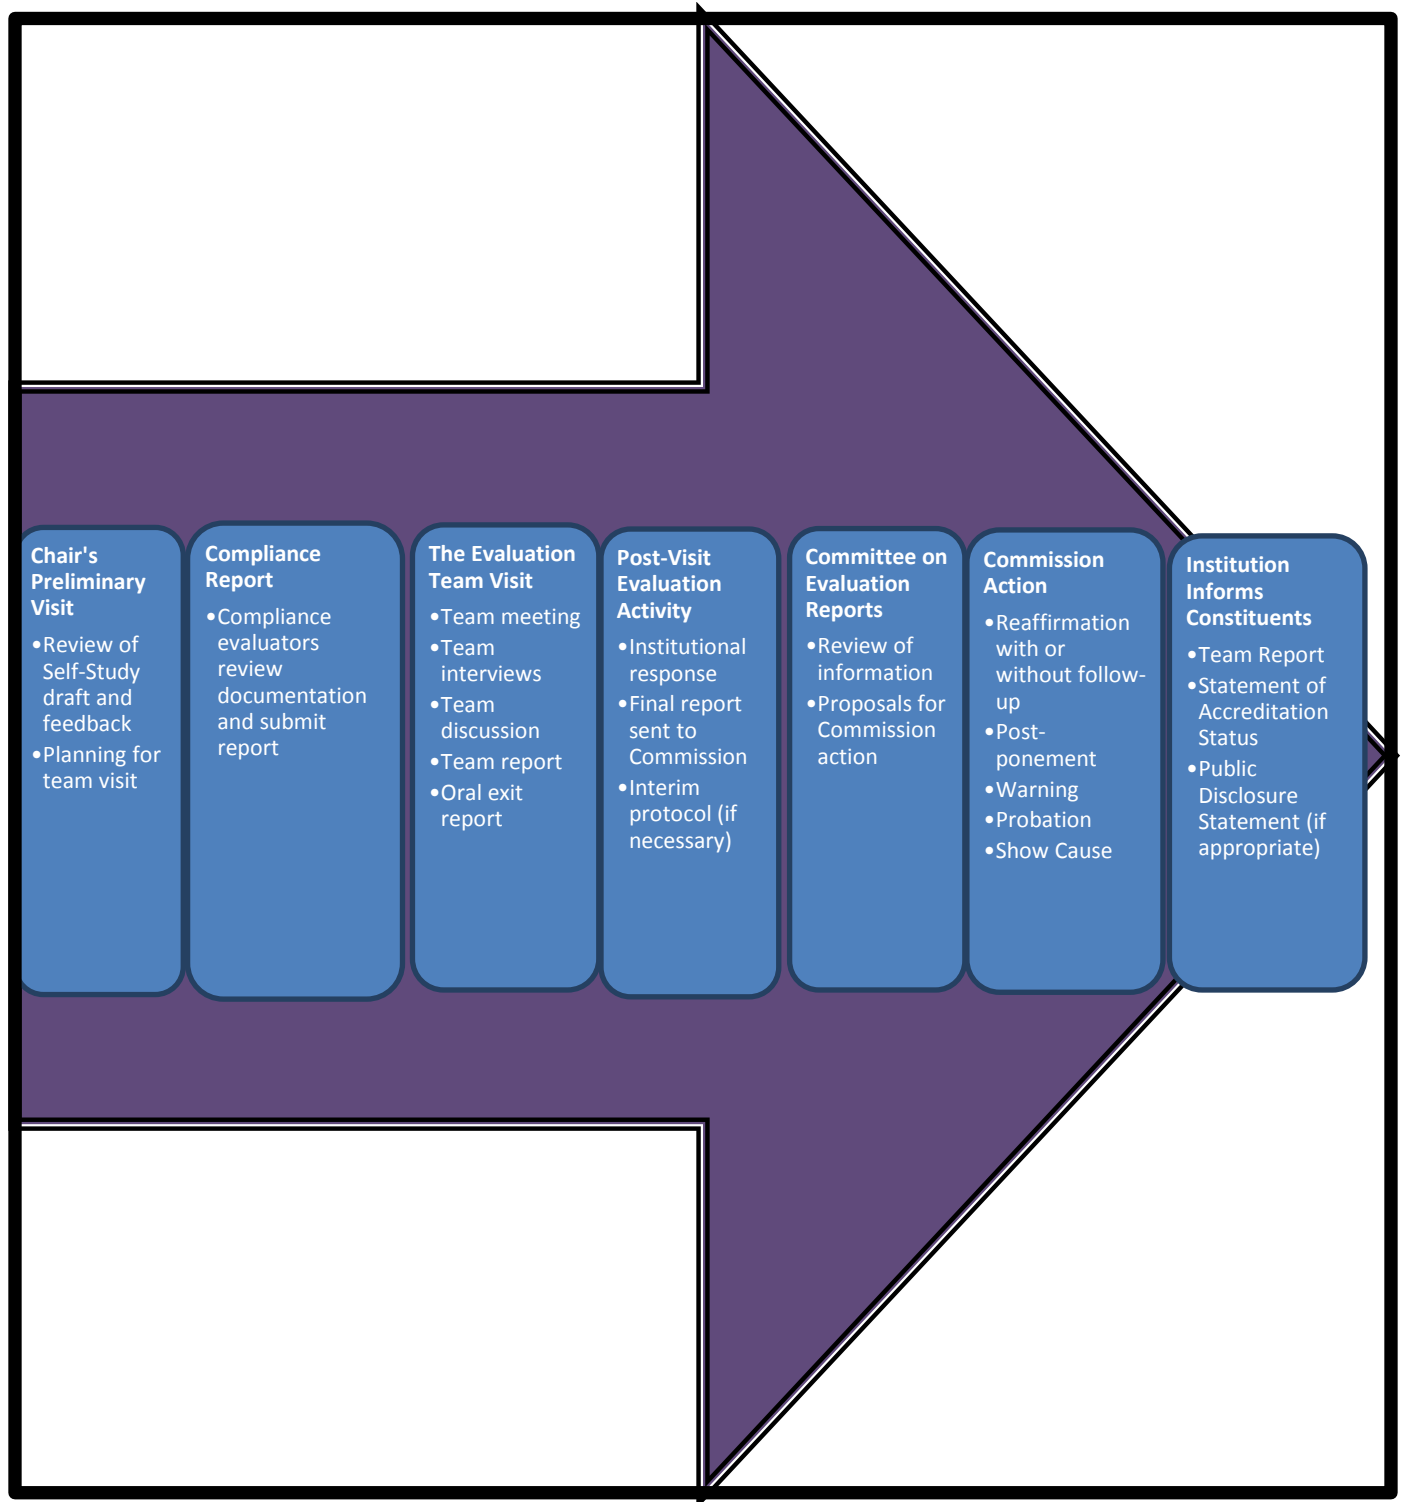 Chair's
Preliminary
Visit
•Review of
Self-Study
draft and
feedback
•Planning for
team visit
Compliance
Report
•Compliance
evaluators
review
documentation
and submit
report
The Evaluation
Team Visit
•Team meeting
•Team
interviews
•Team
discussion
•Team report
•Oral exit
report
Post-Visit
Evaluation
Activity
•Institutional
response
•Final report
sent to
Commission
•Interim
protocol (if
necessary)
Committee on
Evaluation
Reports
•Review of
information
•Proposals for
Commission
action
Commission
Action
•Reaffirmation
with or
without follow-
up
•Post-
ponement
•Warning
•Probation
•Show Cause
Institution
Informs
Constituents
•Team Report
•Statement of
Accreditation
Status
•Public
Disclosure
Statement (if
appropriate)